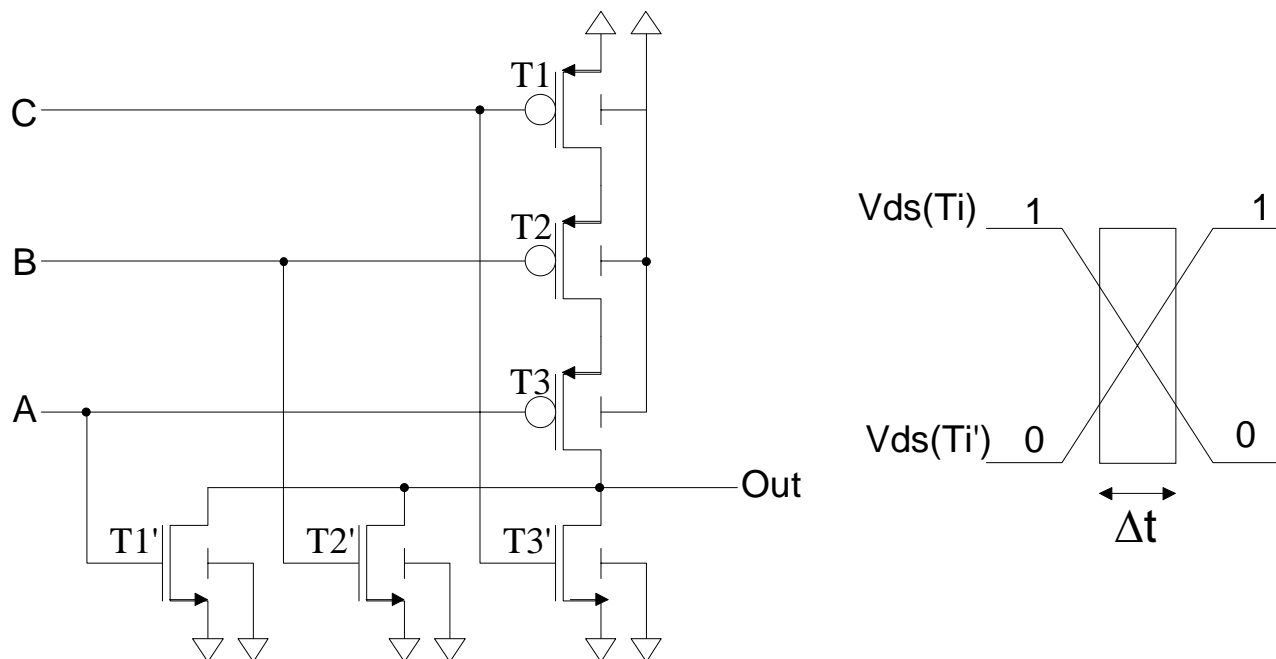 T1
C
T2
B
T3
A
Out
T1'
T2'
T3'
Vds(Ti) 1 1
Vds(Ti') 0 0
Δt